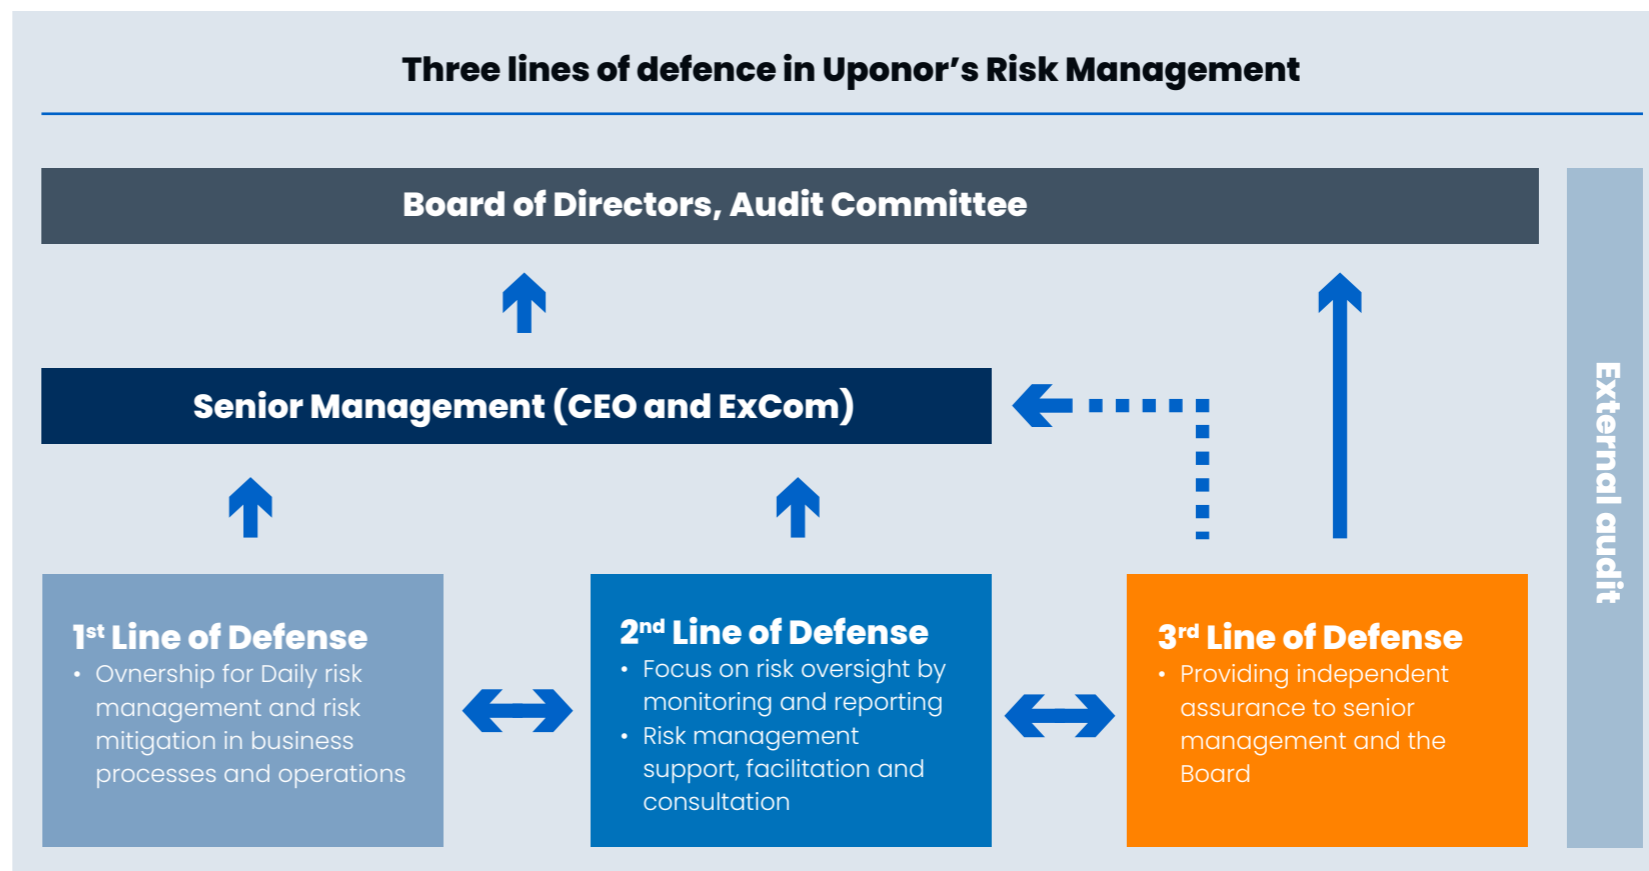 Three lines of defence in Uponor's Risk Management
Board of Directors, Audit Committee
Senior Management (CEO and ExCom)
External audit
1st Line of Defense
• Ovnership for Daily risk
management and risk
mitigation in business
processes and operations
2nd Line of Defense
• Focus on risk oversight by
monitoring and reporting
• Risk management
support, facilitation and
consultation
3rd Line of Defense
• Providing independent
assurance to senior
management and the
Board